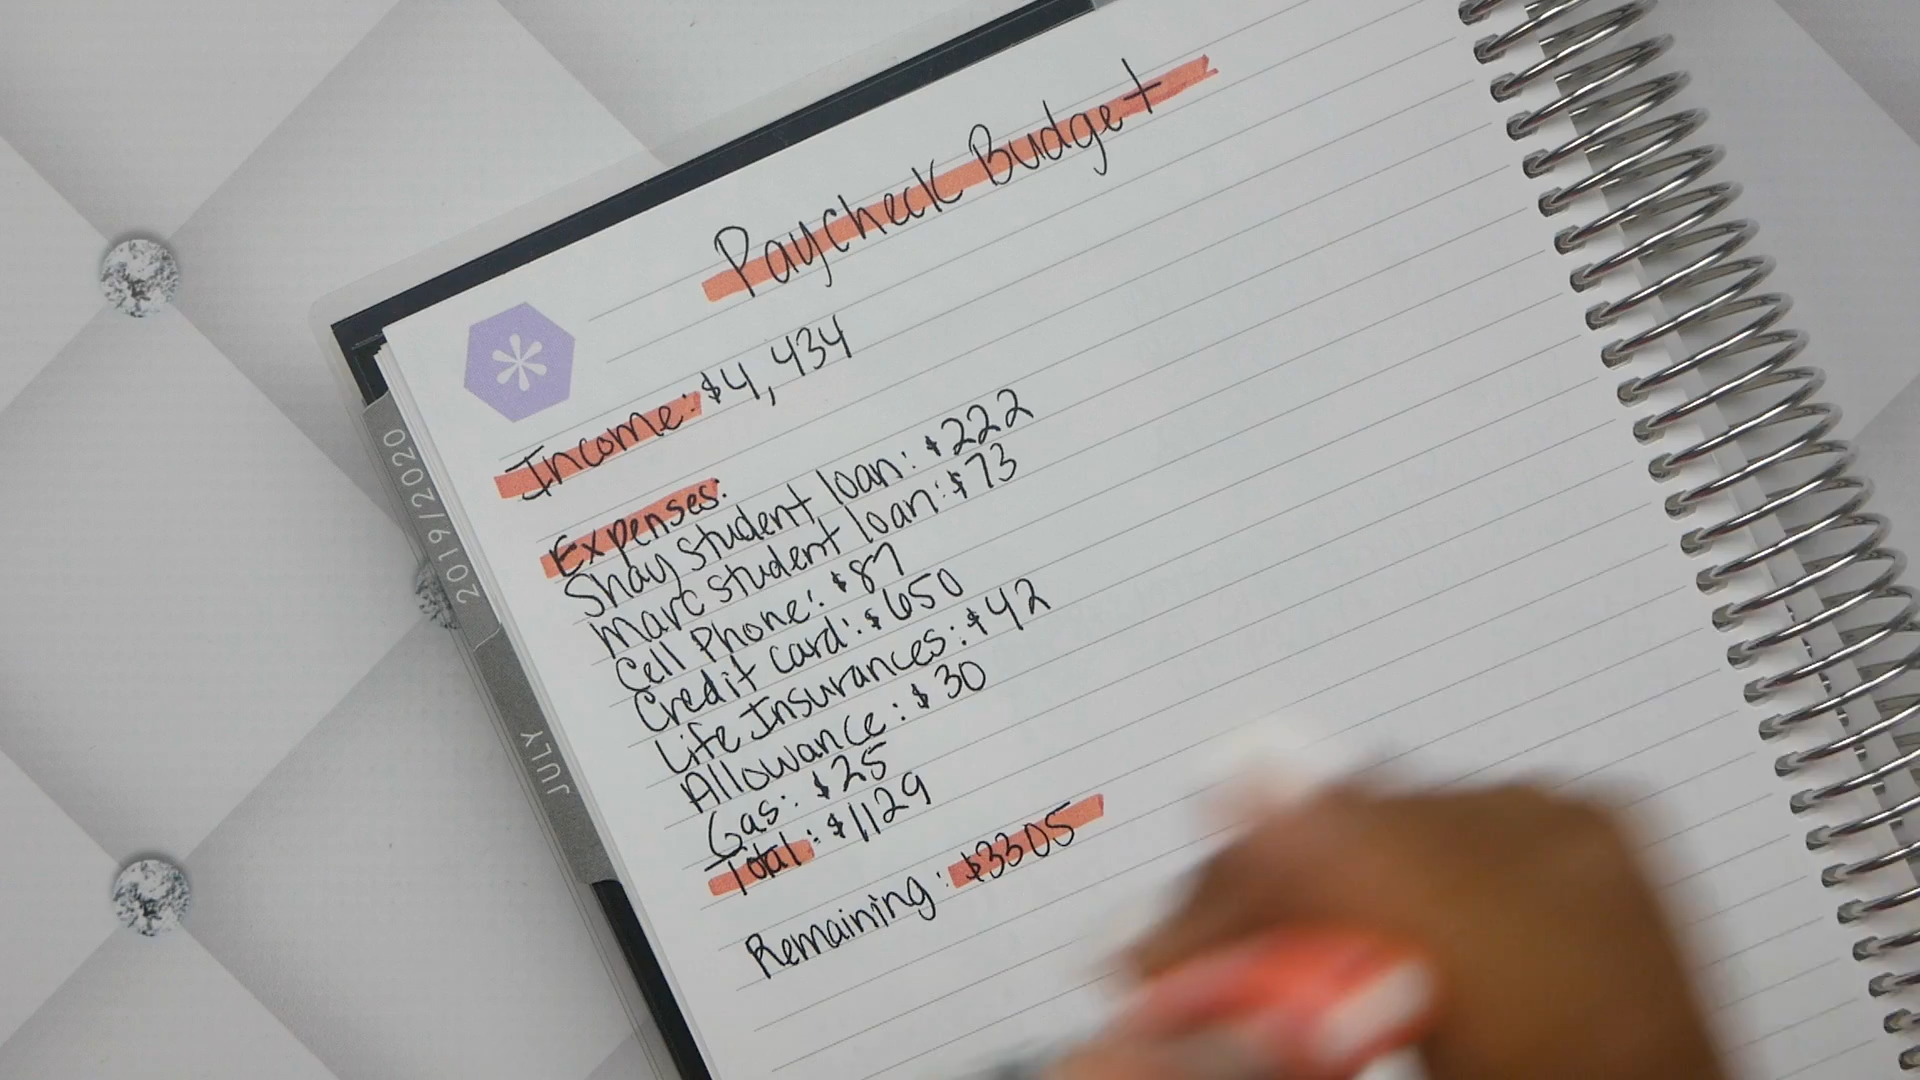 Paycheck Budget
Income: $4,434
Expenses:
Shay student loan: $222
Marc student loan: $73
Cell Phone: $87
Credit card: $650
Life Insurances: $42
Allowance: $30
Gas: $25
Total: $1129
Remaining: $3305
2019/2020
JULY